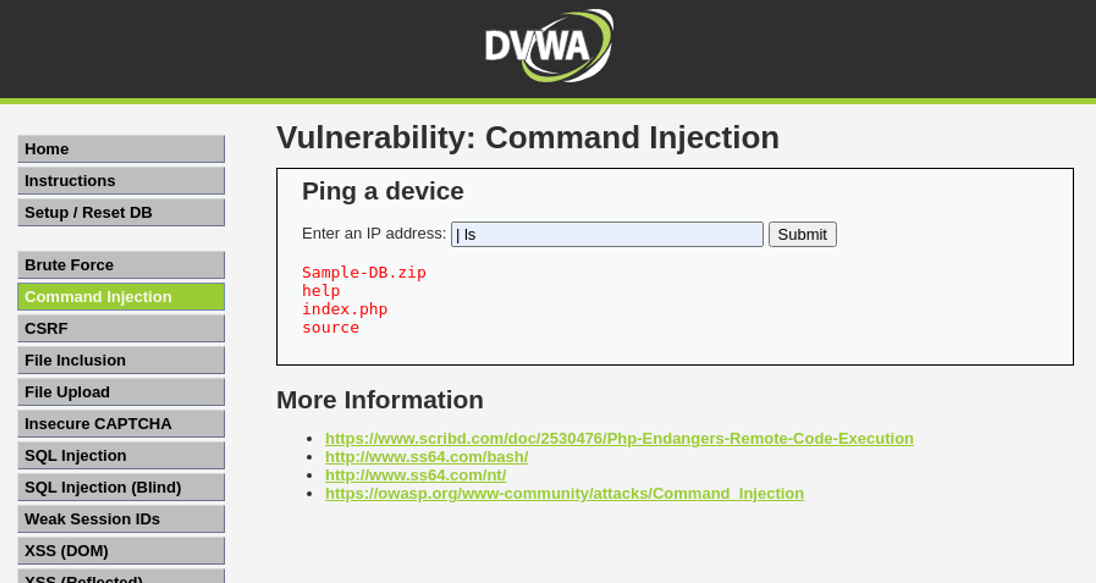 DVWA
Home
Instructions
Setup / Reset DB
Brute Force
Command Injection
CSRF
File Inclusion
File Upload
Insecure CAPTCHA
SQL Injection
SQL Injection (Blind)
Weak Session IDs
XSS (DOM)
XSS (Reflected)
Vulnerability: Command Injection
Ping a device
Enter an IP address: | ls Submit
Sample-DB.zip
help
index.php
source
More Information
• https://www.scribd.com/doc/2530476/Php-Endangers-Remote-Code-Execution
• http://www.ss64.com/bash/
• http://www.ss64.com/nt/
• https://owasp.org/www-community/attacks/Command_Injection